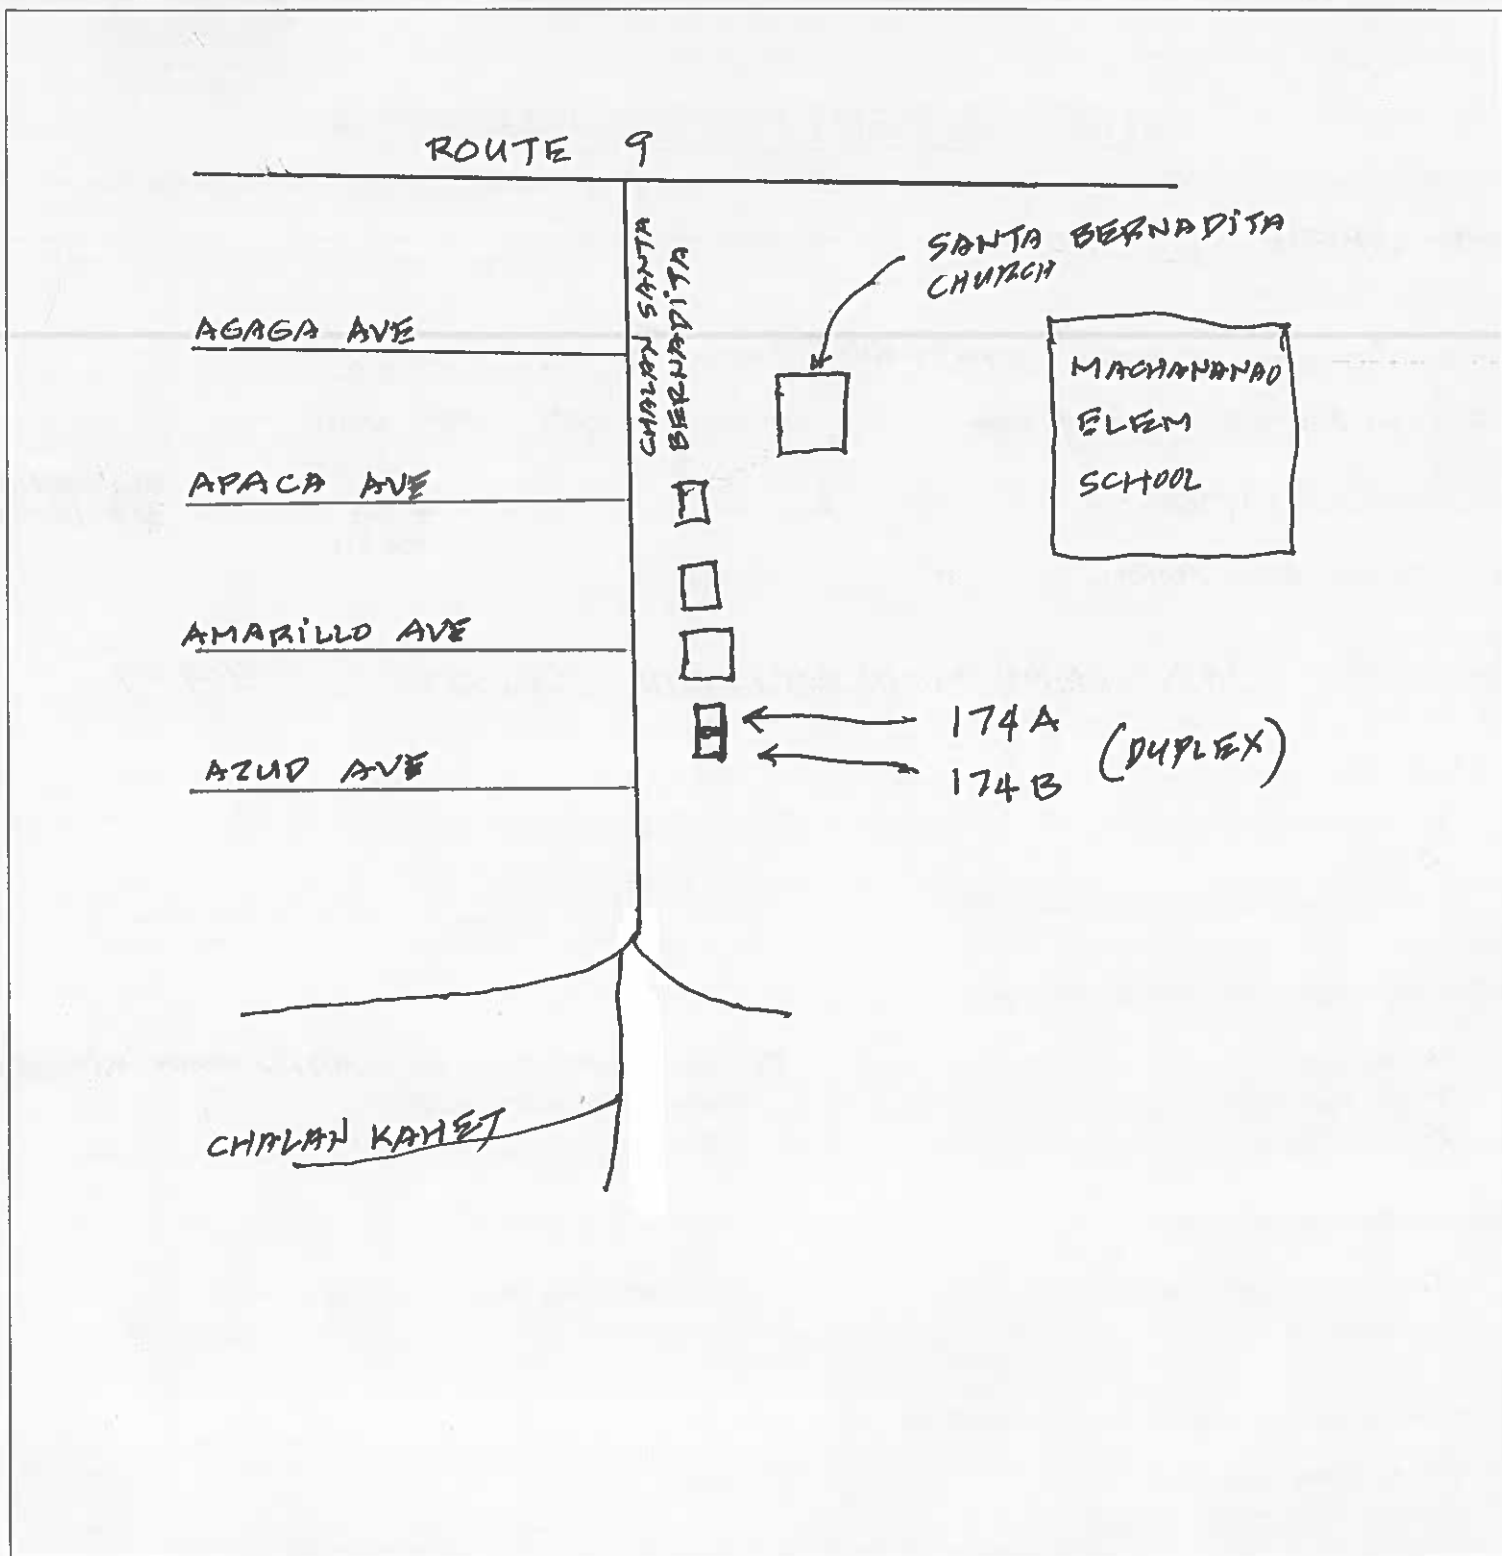 ROUTE 9
CHALAN SANTA
BERNADITA
SANTA BERNADITA
CHURCH
AGAGA AVE
MACHANANAO
ELEM
SCHOOL
APACA AVE
AMARILLO AVE
174A
(DUPLEX)
174B
AZUD AVE
CHALAN KAHET